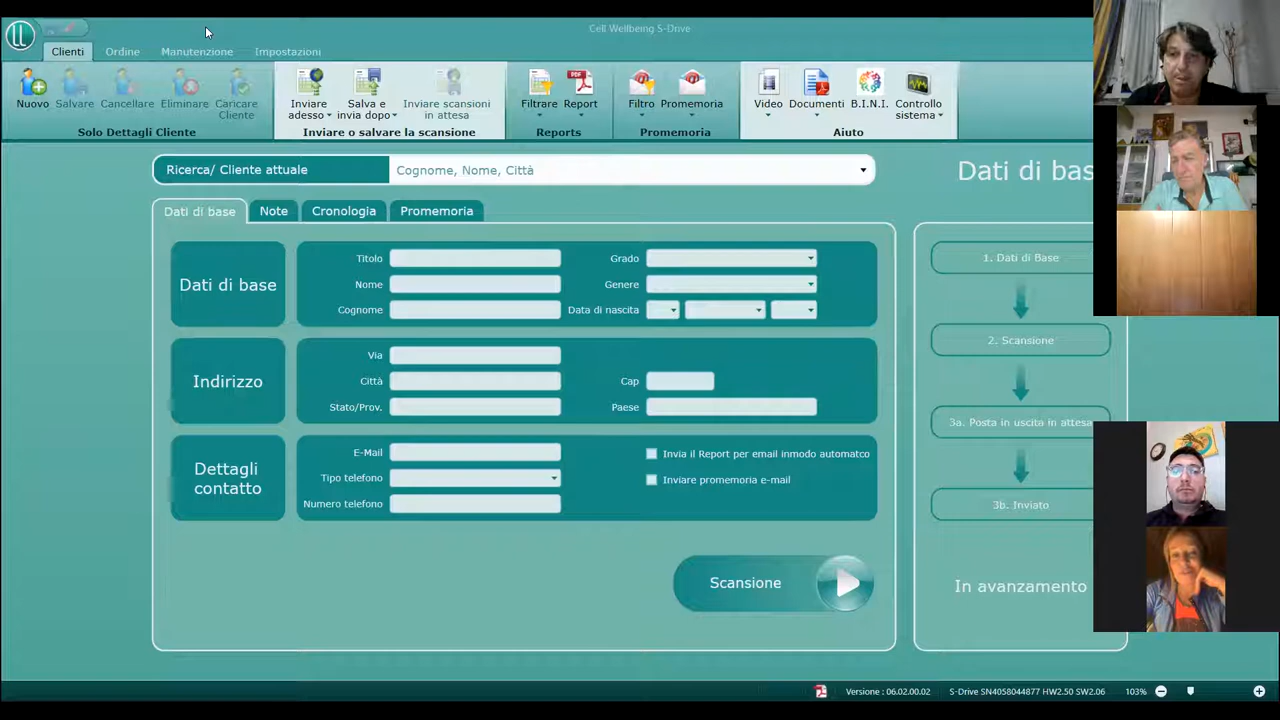 Cell Wellbeing S-Drive
Clienti Ordine Manutenzione Impostazioni
Nuovo Salvare Cancellare Eliminare Caricare Cliente
Solo Dettagli Cliente
Inviare adesso Salva e invia dopo Inviare scansioni in attesa
Inviare o salvare la scansione
Filtrare Report
Reports
Filtro Promemoria
Promemoria
Video Documenti B.I.N.I. Controllo sistema
Aiuto
Ricerca/ Cliente attuale Cognome, Nome, Città
Dati di bas
Dati di base Note Cronologia Promemoria
Dati di base
Titolo Grado
Nome Genere
Cognome Data di nascita
Indirizzo
Via
Città Cap
Stato/Prov. Paese
Dettagli contatto
E-Mail Invia il Report per email inmodo automatco
Tipo telefono Inviare promemoria e-mail
Numero telefono
Scansione
1. Dati di Base
2. Scansione
3a. Posta in uscita in attesa
3b. Inviato
In avanzamento
Versione : 06.02.00.02 S-Drive SN4058044877 HW2.50 SW2.06 103%